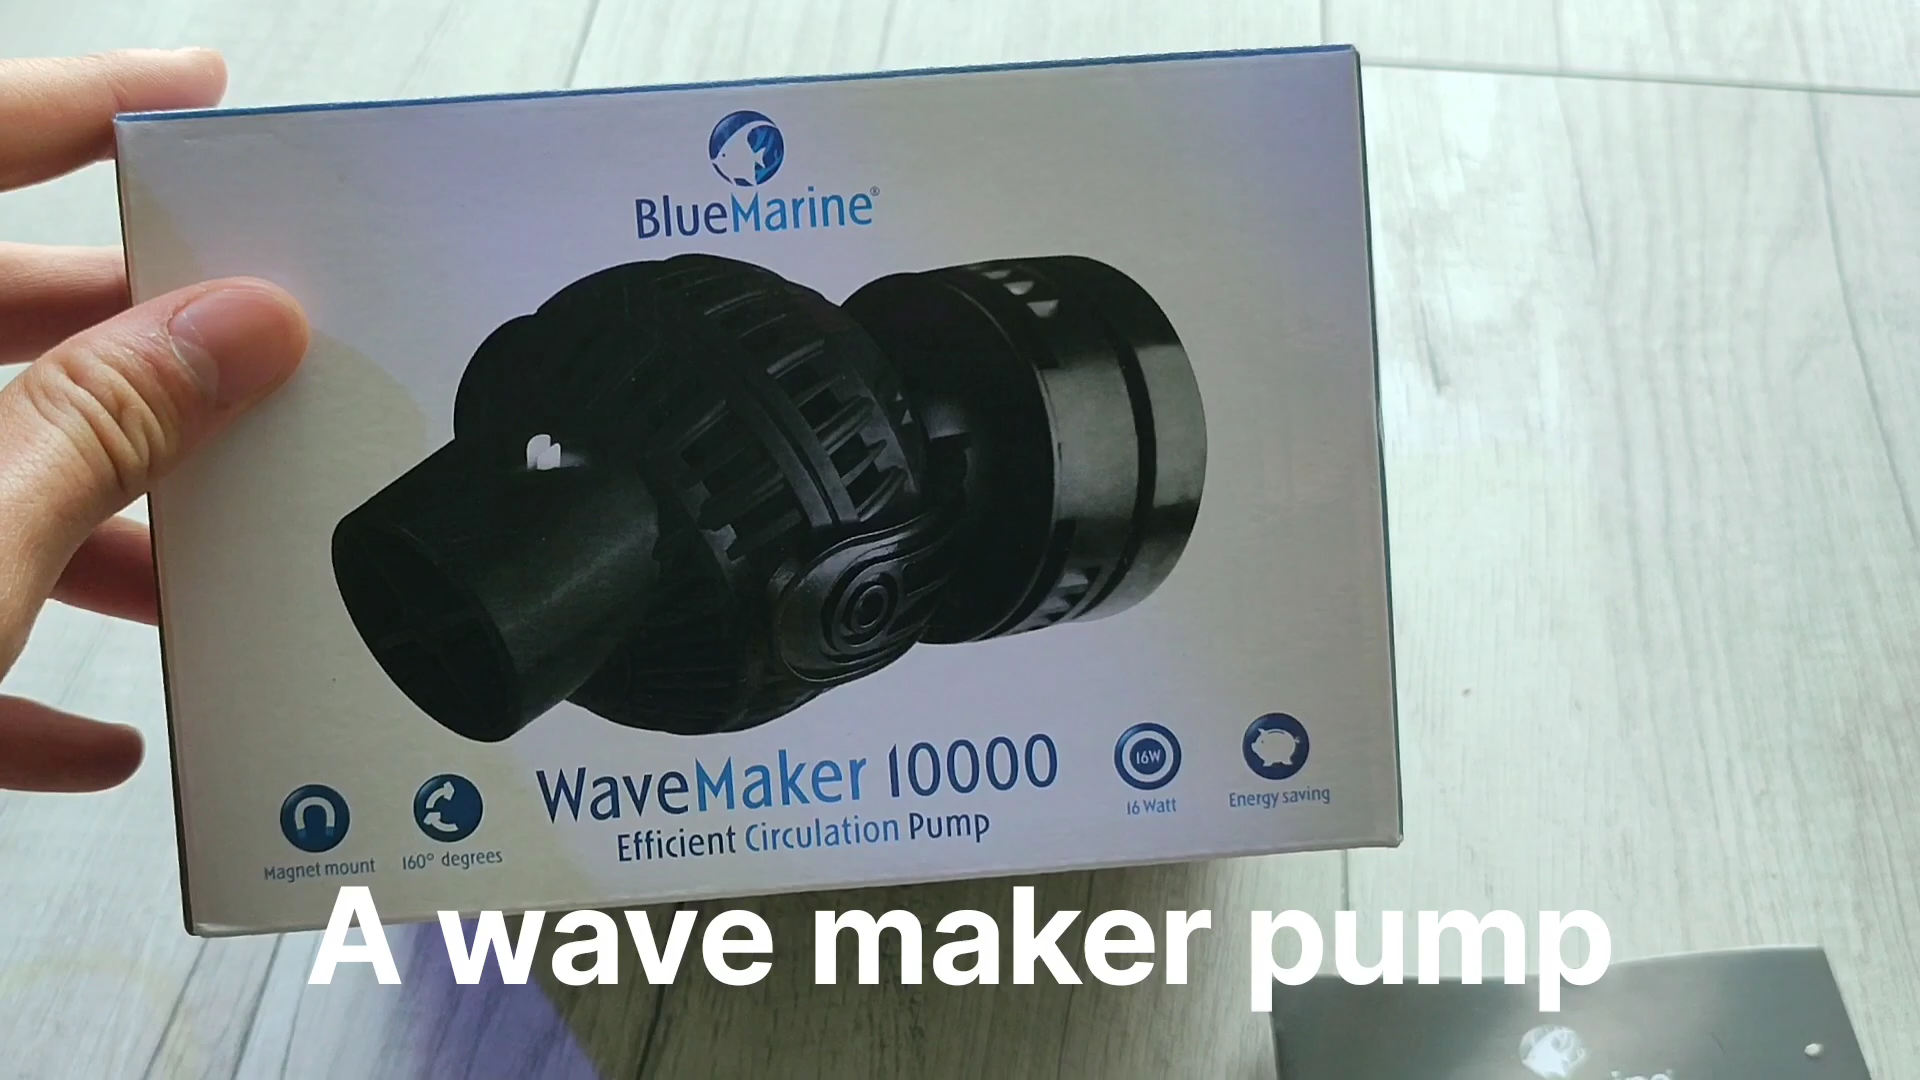 BlueMarine®
WaveMaker 10000
Efficient Circulation Pump
Magnet mount
160° degrees
16W
16 Watt
Energy saving
A wave maker pump